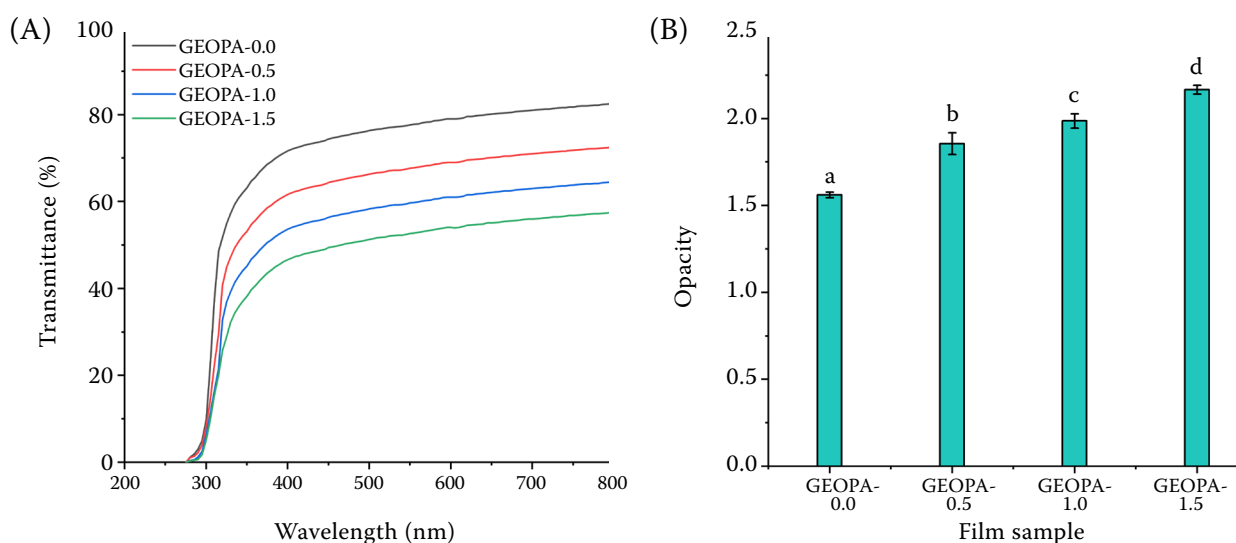 (A)
100
80
60
40
20
0
Transmittance (%)
GEOPA-0.0
GEOPA-0.5
GEOPA-1.0
GEOPA-1.5
200 300 400 500 600 700 800
Wavelength (nm)
(B)
2.5
2.0
1.5
1.0
0.5
0.0
Opacity
a
b
c
d
GEOPA-
0.0
GEOPA-
0.5
GEOPA-
1.0
GEOPA-
1.5
Film sample